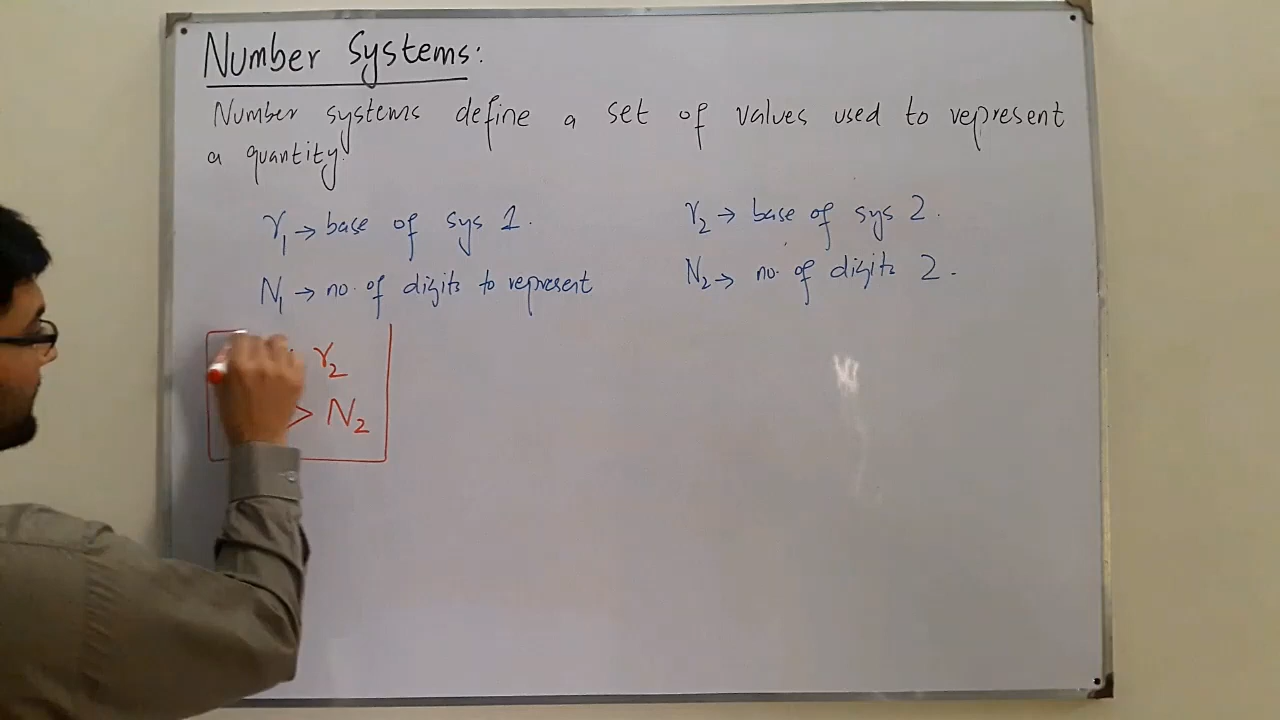 Number Systems:
Number systems define a set of values used to represent
a quantity.
r₁ → base of sys 1.
r₂ → base of sys 2.
N₁ → no. of digits to represent
N₂ → no. of digits 2.
r₂
> N₂